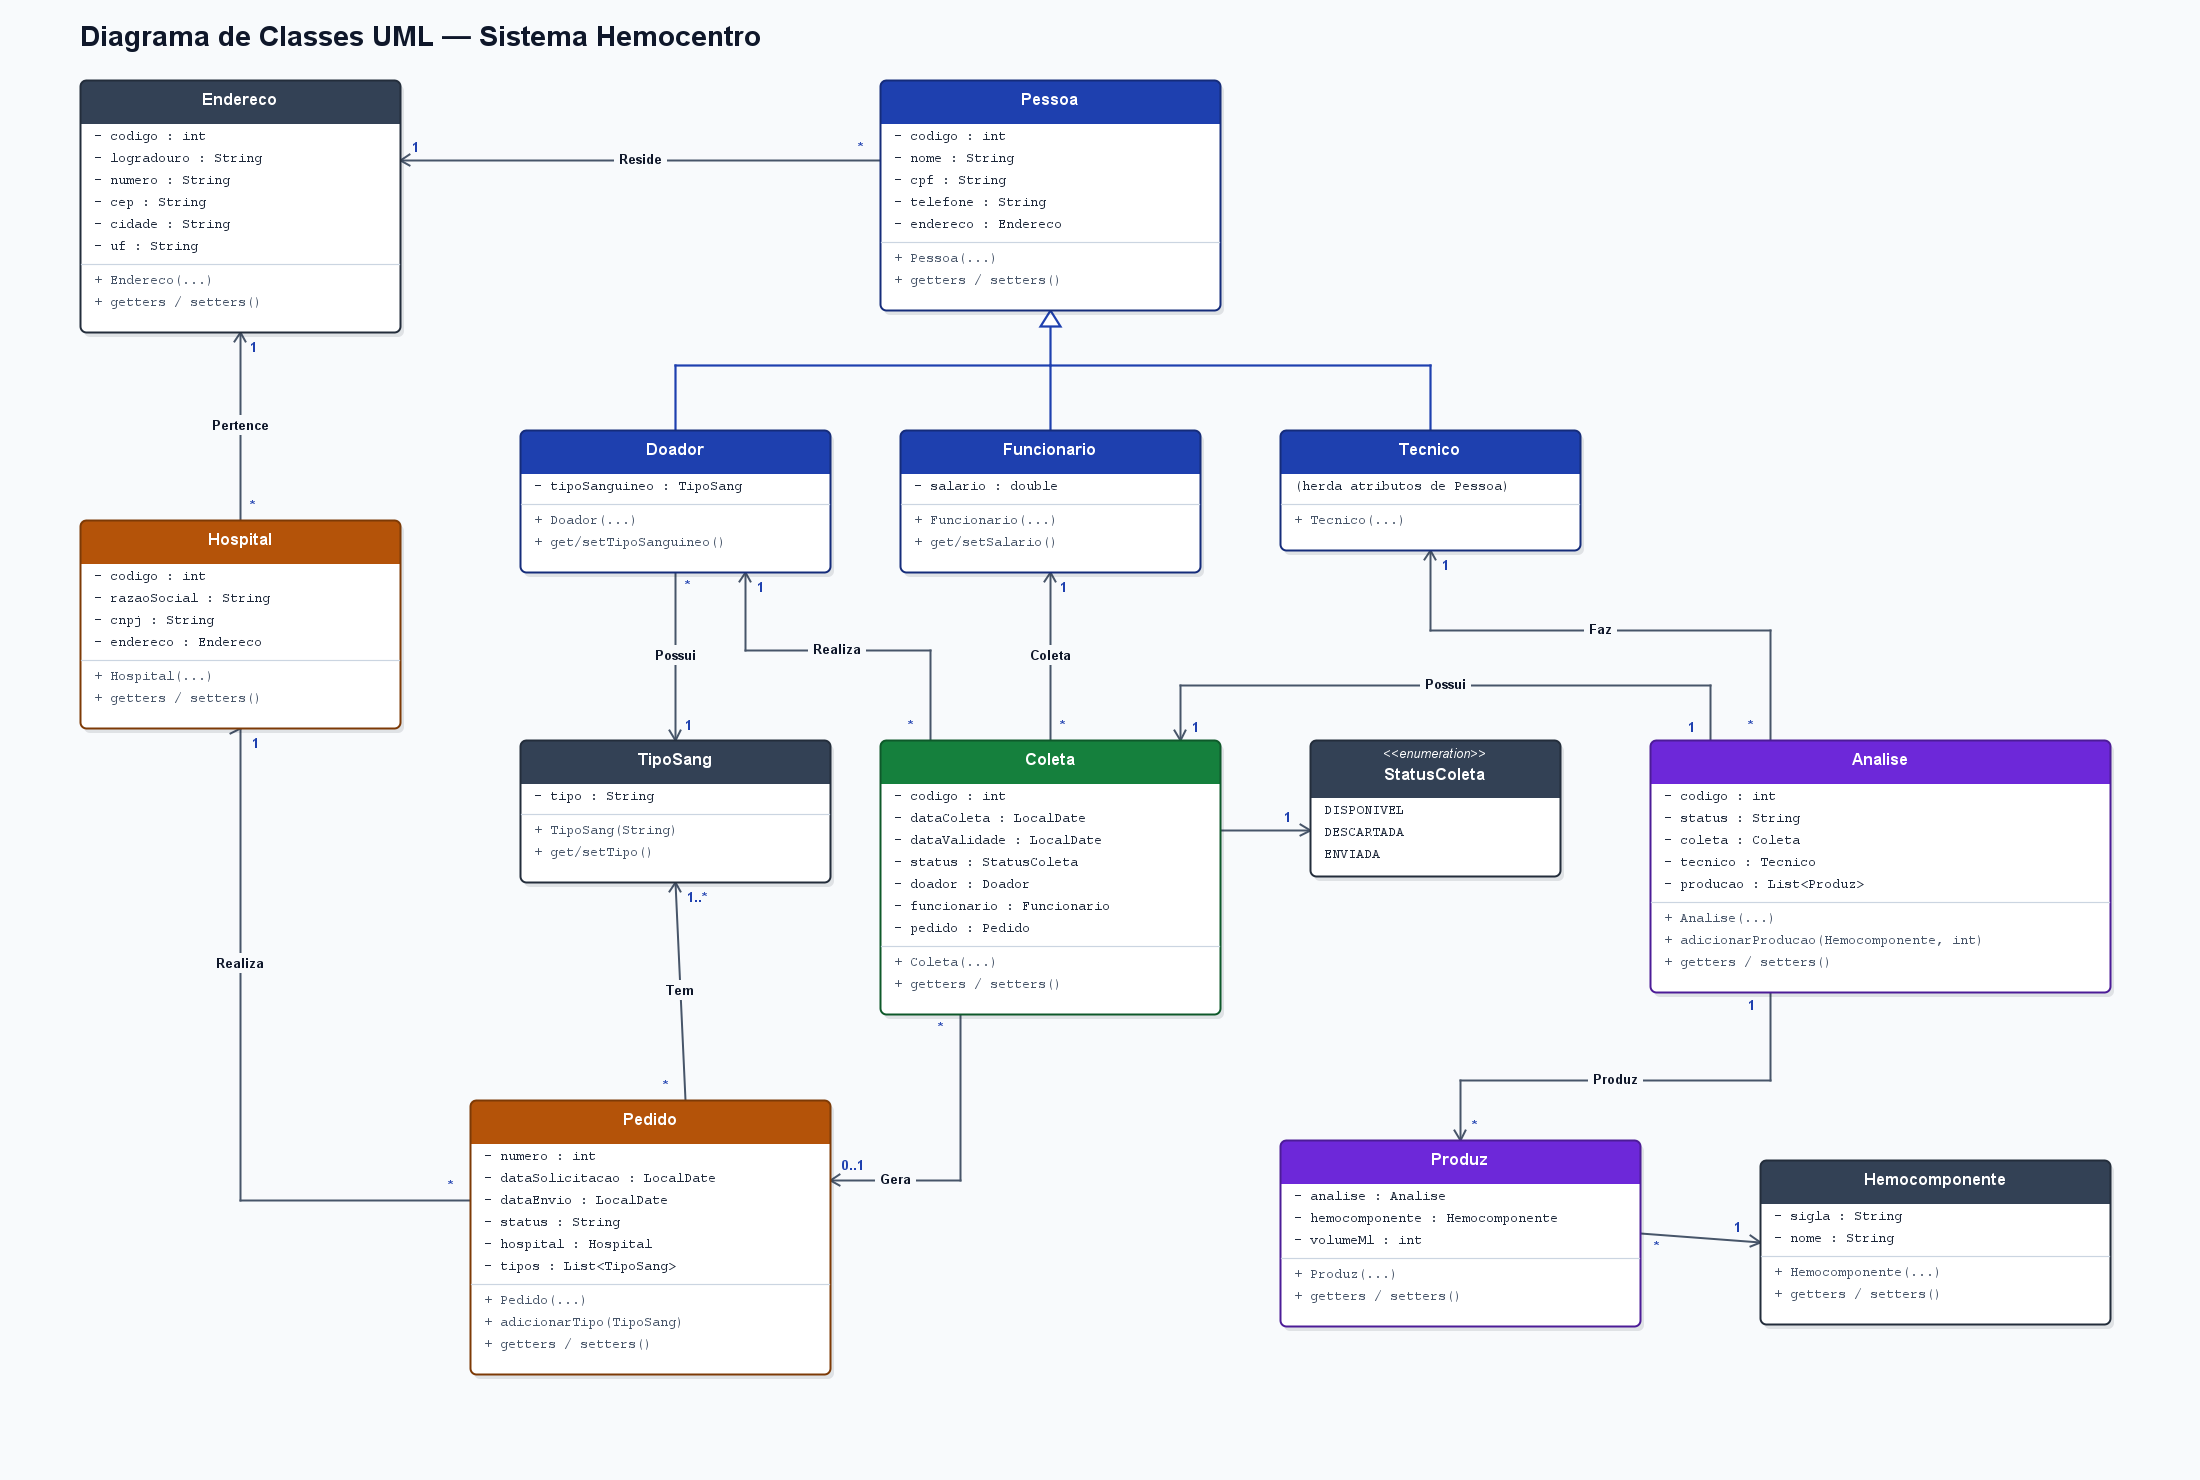 Diagrama de Classes UML — Sistema Hemocentro
Endereco
- codigo : int
- logradouro : String
- numero : String
- cep : String
- cidade : String
- uf : String
+ Endereco(...)
+ getters / setters()
1
Reside
*
Pessoa
- codigo : int
- nome : String
- cpf : String
- telefone : String
- endereco : Endereco
+ Pessoa(...)
+ getters / setters()
1
Pertence
*
Doador
- tipoSanguineo : TipoSang
+ Doador(...)
+ get/setTipoSanguineo()
Funcionario
- salario : double
+ Funcionario(...)
+ get/setSalario()
Tecnico
(herda atributos de Pessoa)
+ Tecnico(...)
Hospital
- codigo : int
- razaoSocial : String
- cnpj : String
- endereco : Endereco
+ Hospital(...)
+ getters / setters()
*
Possui
1
1
Realiza
*
1
Coleta
*
1
Faz
*
1
Possui
1
1
Realiza
*
TipoSang
- tipo : String
+ TipoSang(String)
+ get/setTipo()
Coleta
- codigo : int
- dataColeta : LocalDate
- dataValidade : LocalDate
- status : StatusColeta
- doador : Doador
- funcionario : Funcionario
- pedido : Pedido
+ Coleta(...)
+ getters / setters()
1
<<enumeration>>
StatusColeta
DISPONIVEL
DESCARTADA
ENVIADA
Analise
- codigo : int
- status : String
- coleta : Coleta
- tecnico : Tecnico
- producao : List<Produz>
+ Analise(...)
+ adicionarProducao(Hemocomponente, int)
+ getters / setters()
1..*
Tem
*
*
Gera
0..1
1
Produz
*
Pedido
- numero : int
- dataSolicitacao : LocalDate
- dataEnvio : LocalDate
- status : String
- hospital : Hospital
- tipos : List<TipoSang>
+ Pedido(...)
+ adicionarTipo(TipoSang)
+ getters / setters()
Produz
- analise : Analise
- hemocomponente : Hemocomponente
- volumeMl : int
+ Produz(...)
+ getters / setters()
*
1
Hemocomponente
- sigla : String
- nome : String
+ Hemocomponente(...)
+ getters / setters()